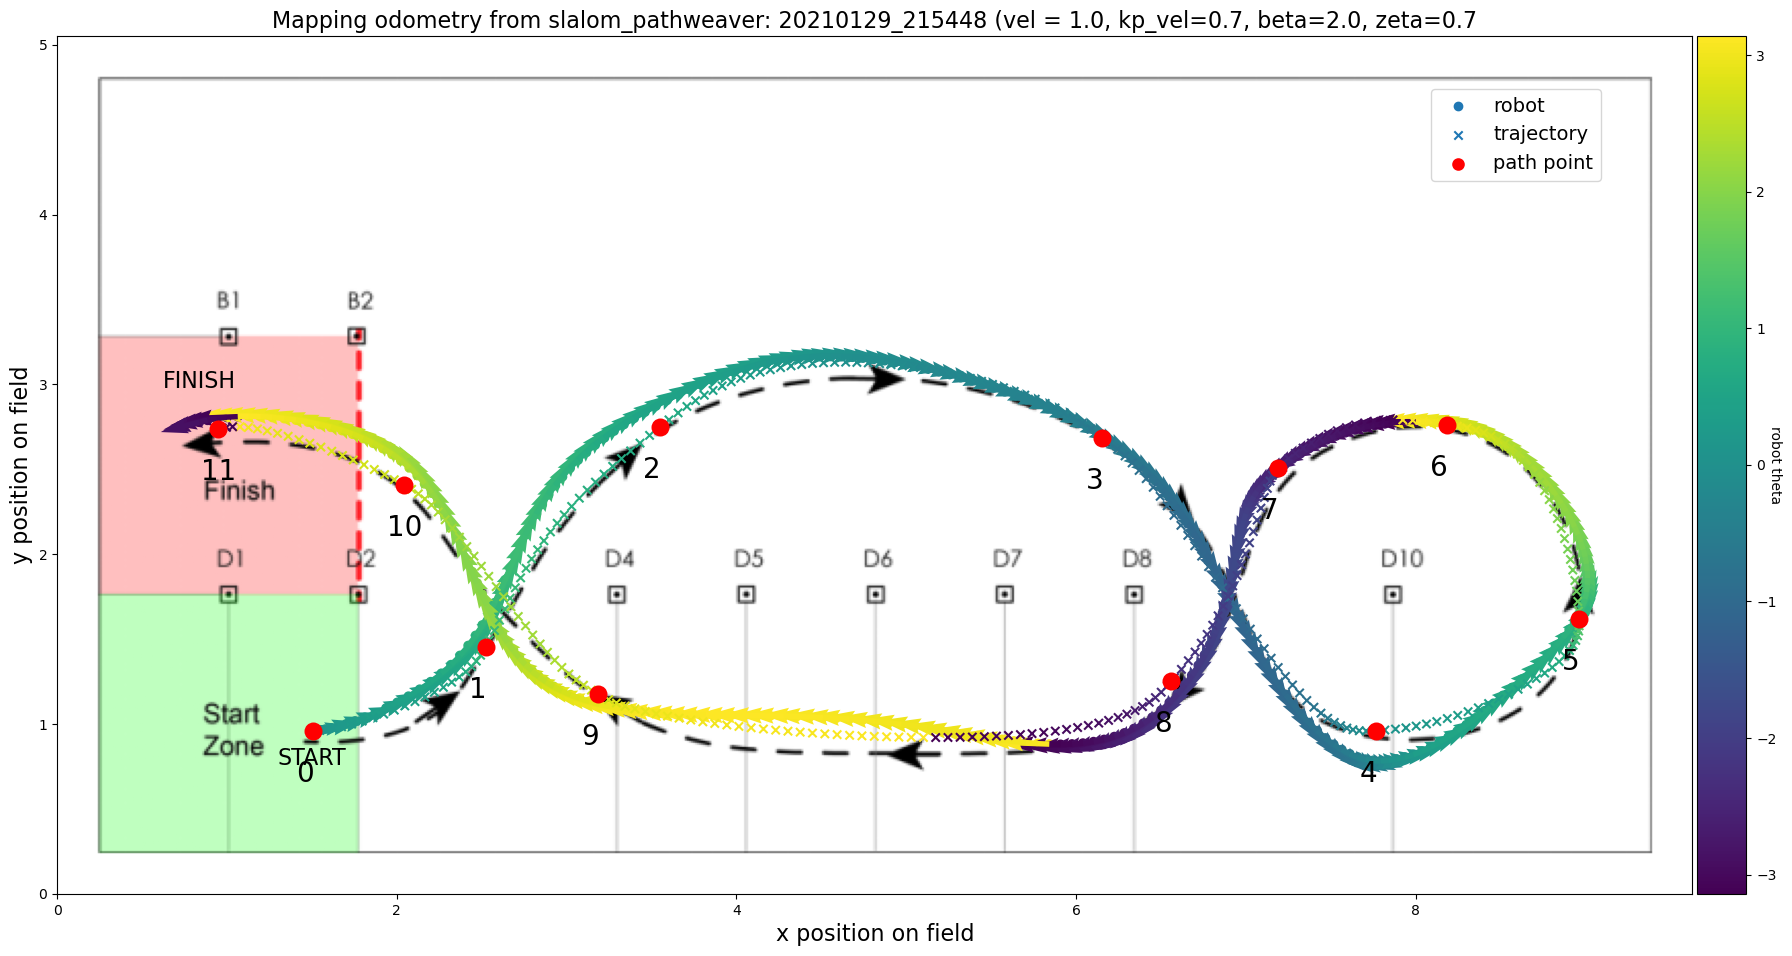 Mapping odometry from slalom_pathweaver: 20210129_215448 (vel = 1.0, kp_vel=0.7, beta=2.0, zeta=0.7
robot
trajectory
path point
B1
B2
FINISH
Finish
D1
D2
D4
D5
D6
D7
D8
D10
Start
Zone
START
0
1
2
3
4
5
6
7
8
9
10
11
y position on field
5
4
3
2
1
0
0
2
4
6
8
x position on field
3
2
1
0
−1
−2
−3
robot theta